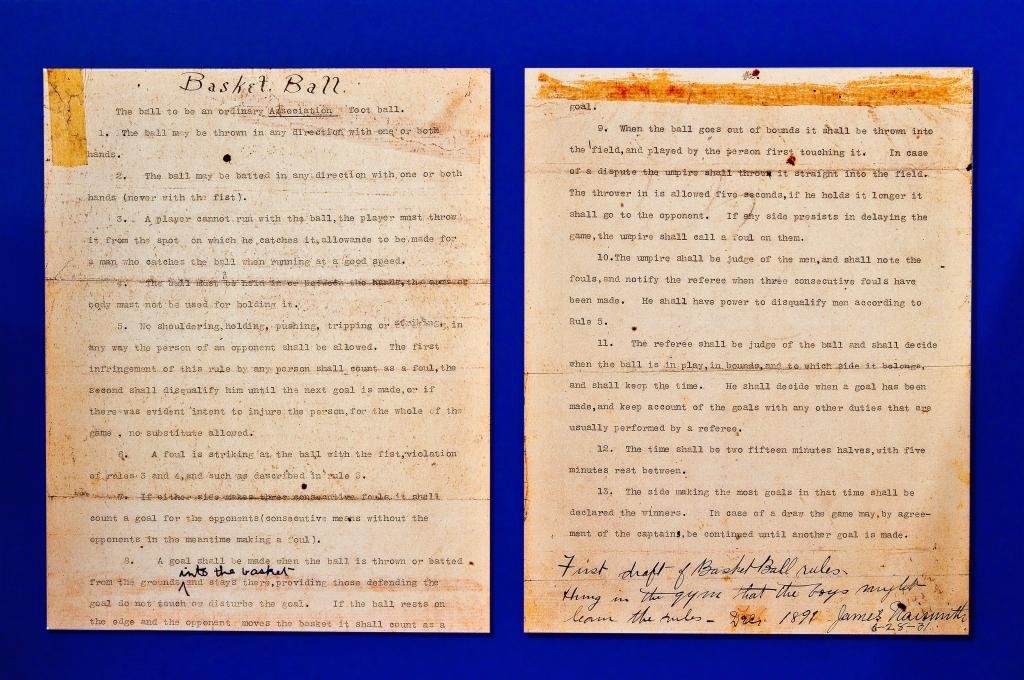 Basket Ball.
The ball to be an ordinary Association foot ball.
1. The ball may be thrown in any direction with one or both
hands.
2. The ball may be batted in any direction with one or both
hands (never with the fist).
3. A player cannot run with the ball,the player must throw
it from the spot on which he catches it,allowance to be made for
a man who catches the ball when running at a good speed.
4. The ball must be held in or between the hands,the arms or
body must not be used for holding it.
5. No shouldering,holding, pushing, tripping or striking,in
any way the person of an opponent shall be allowed. The first
infringement of this rule by any person shall count as a foul,the
second shall disqualify him until the next goal is made,or if
there was evident intent to injure the person,for the whole of the
game , no substitute allowed.
6. A foul is striking at the ball with the fist,violation
of rules 3 and 4,and such as described in rule 5.
7. If either side makes three consecutive fouls,it shall
count a goal for the opponents(consecutive means without the
opponents in the meantime making a foul).
8. A goal shall be made when the ball is thrown or batted
into the basket
from the grounds and stays there,providing those defending the
goal do not touch or disturbe the goal. If the ball rests on
the edge and the opponent moves the basket it shall count as a
goal.
9. When the ball goes out of bounds it shall be thrown into
the field,and played by the person first touching it. In case
of a dispute the umpire shall throw it straight into the field.
The thrower in is allowed five seconds,if he holds it longer it
shall go to the opponent. If any side presists in delaying the
game,the umpire shall call a foul on them.
10.The umpire shall be judge of the men,and shall note the
fouls,and notify the referee when three consecutive fouls have
been made. He shall have power to disqualify men according to
Rule 5.
11. The referee shall be judge of the ball and shall decide
when the ball is in play,in bounds,and to which side it belongs,
and shall keep the time. He shall decide when a goal has been
made,and keep account of the goals with any other duties that are
usually performed by a referee.
12. The time shall be two fifteen minutes halves,with five
minutes rest between.
13. The side making the most goals in that time shall be
declared the winners. In case of a draw the game may,by agree-
ment of the captains,be continued until another goal is made.
First draft of Basket Ball rules.
Hung in the gym that the boys might
learn the rules - Dec. 1891 James Naismith
6-28-31.